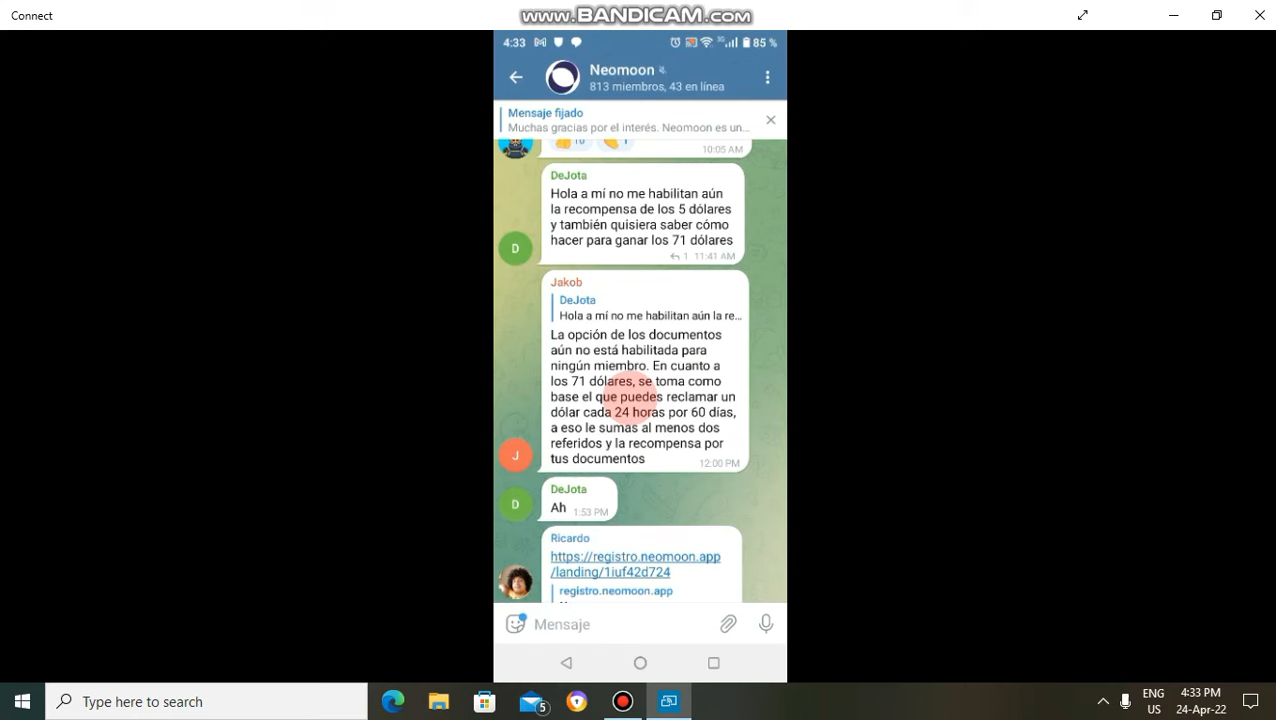 Connect
www.BANDICAM.com
4:33
3G
85 %
Neomoon
813 miembros, 43 en línea
Mensaje fijado
Muchas gracias por el interés. Neomoon es un...
10
1
10:05 AM
DeJota
Hola a mí no me habilitan aún
la recompensa de los 5 dólares
y también quisiera saber cómo
hacer para ganar los 71 dólares
1 11:41 AM
D
Jakob
DeJota
Hola a mí no me habilitan aún la re...
La opción de los documentos
aún no está habilitada para
ningún miembro. En cuanto a
los 71 dólares, se toma como
base el que puedes reclamar un
dólar cada 24 horas por 60 días,
a eso le sumas al menos dos
referidos y la recompensa por
tus documentos
12:00 PM
J
DeJota
Ah
1:53 PM
D
Ricardo
https://registro.neomoon.app
/landing/1iuf42d724
registro.neomoon.app
Mensaje
Type here to search
5
ENG
US
4:33 PM
24-Apr-22